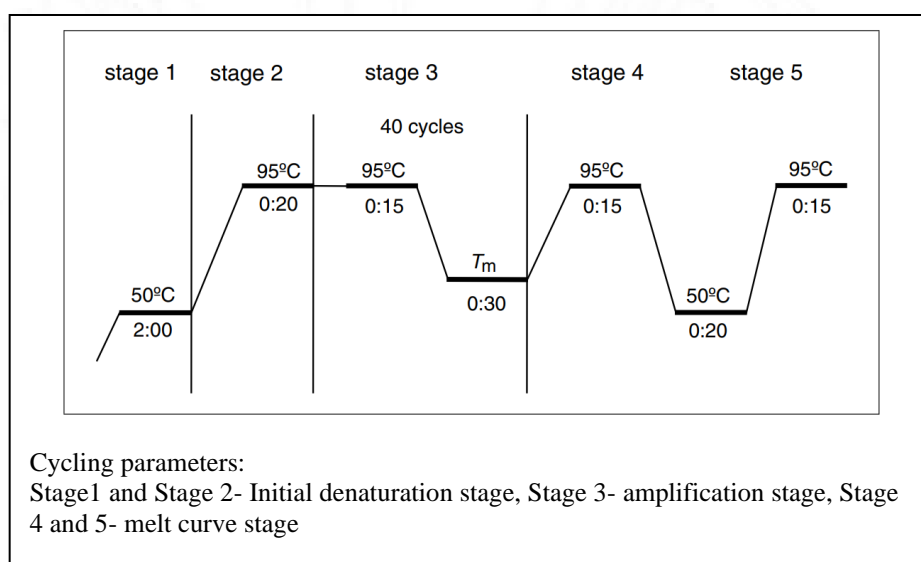 stage 1 stage 2 stage 3 stage 4 stage 5
40 cycles
95ºC 95ºC 95ºC 95ºC
0:20 0:15 0:15 0:15
Tm
50ºC 0:30 50ºC
2:00 0:20
Cycling parameters:
Stage1 and Stage 2- Initial denaturation stage, Stage 3- amplification stage, Stage
4 and 5- melt curve stage